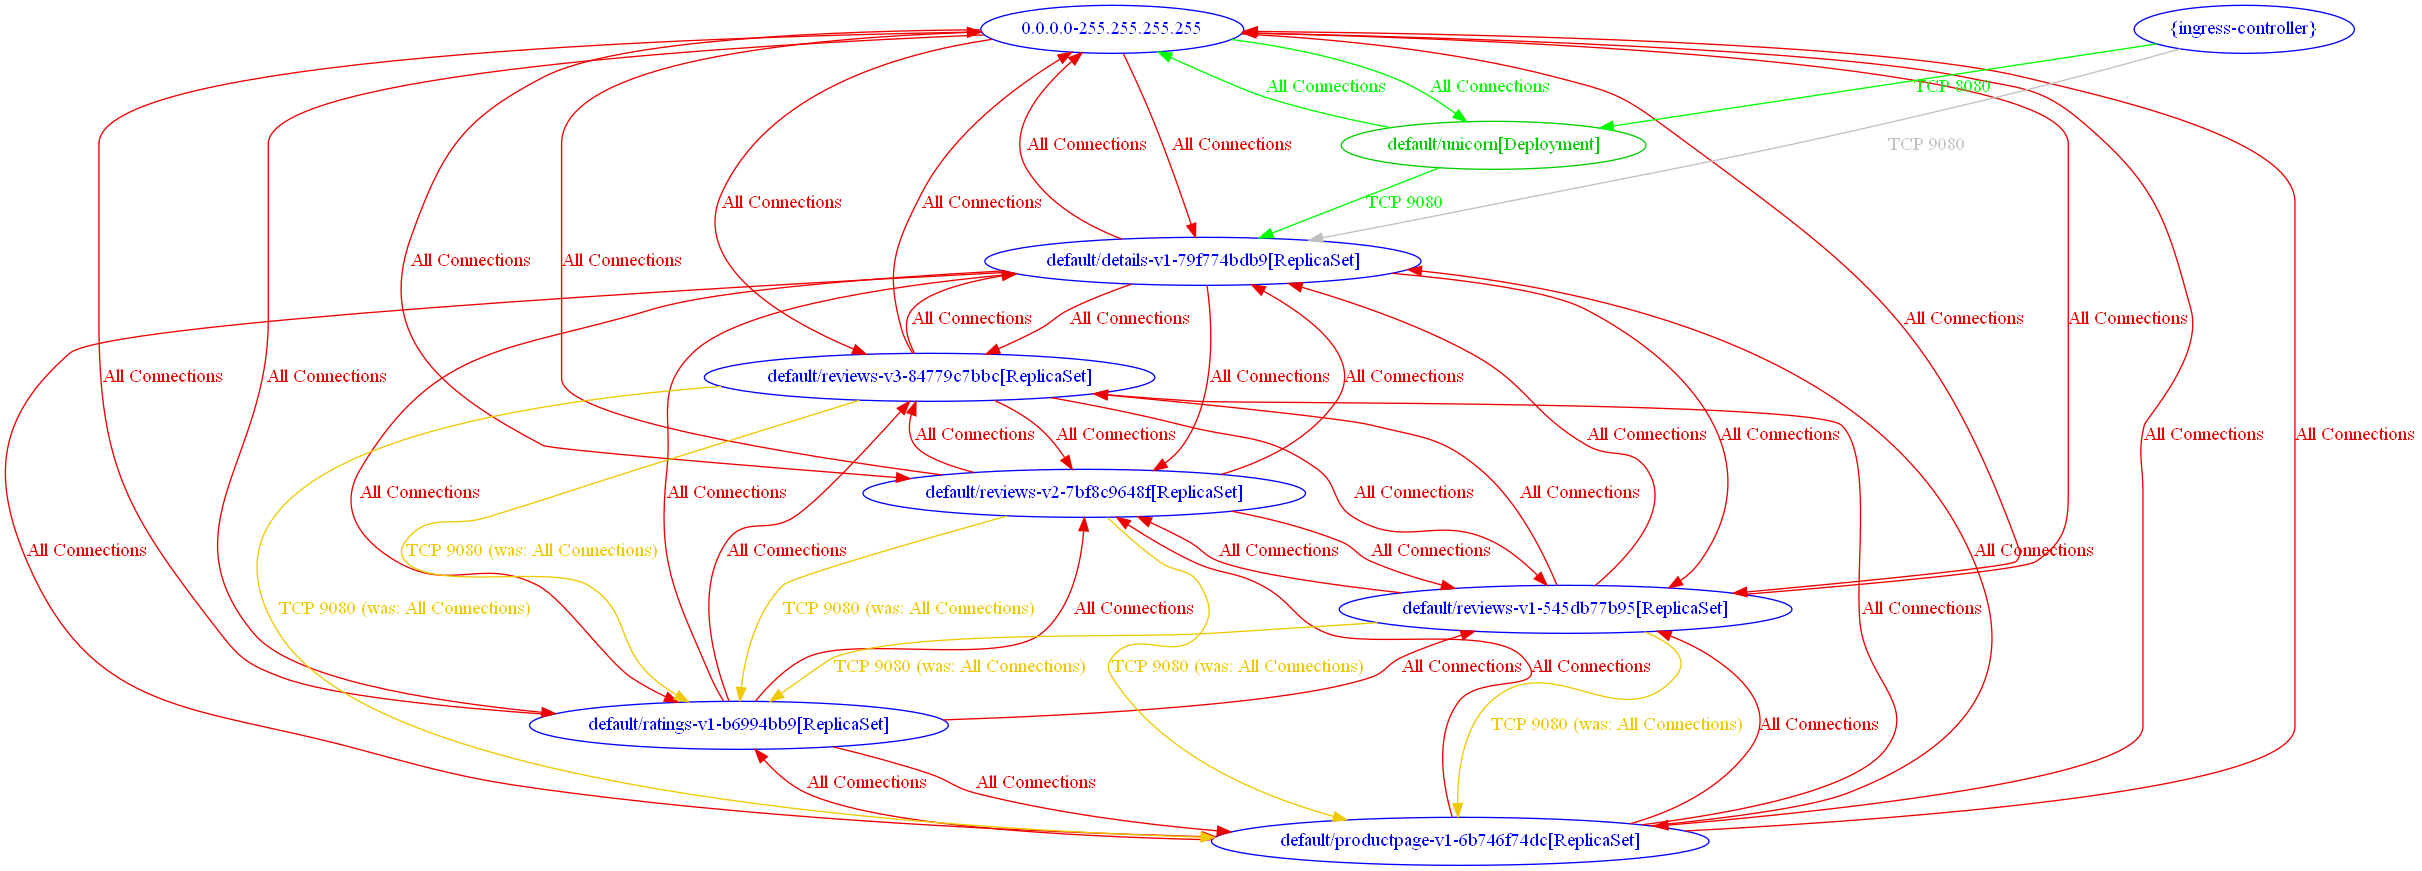 0.0.0.0-255.255.255.255
{ingress-controller}
All Connections
All Connections
TCP 8080
default/unicorn[Deployment]
All Connections
All Connections
TCP 9080
All Connections
All Connections
TCP 9080
All Connections
All Connections
default/details-v1-79f774bdb9[ReplicaSet]
All Connections
All Connections
All Connections
All Connections
All Connections
All Connections
default/reviews-v3-84779c7bbc[ReplicaSet]
All Connections
All Connections
All Connections
All Connections
All Connections
All Connections
All Connections
All Connections
All Connections
All Connections
All Connections
default/reviews-v2-7bf8c9648f[ReplicaSet]
All Connections
All Connections
All Connections
TCP 9080 (was: All Connections)
All Connections
All Connections
All Connections
All Connections
TCP 9080 (was: All Connections)
TCP 9080 (was: All Connections)
All Connections
default/reviews-v1-545db77b95[ReplicaSet]
All Connections
TCP 9080 (was: All Connections)
TCP 9080 (was: All Connections)
All Connections
All Connections
default/ratings-v1-b6994bb9[ReplicaSet]
TCP 9080 (was: All Connections)
All Connections
All Connections
All Connections
default/productpage-v1-6b746f74dc[ReplicaSet]